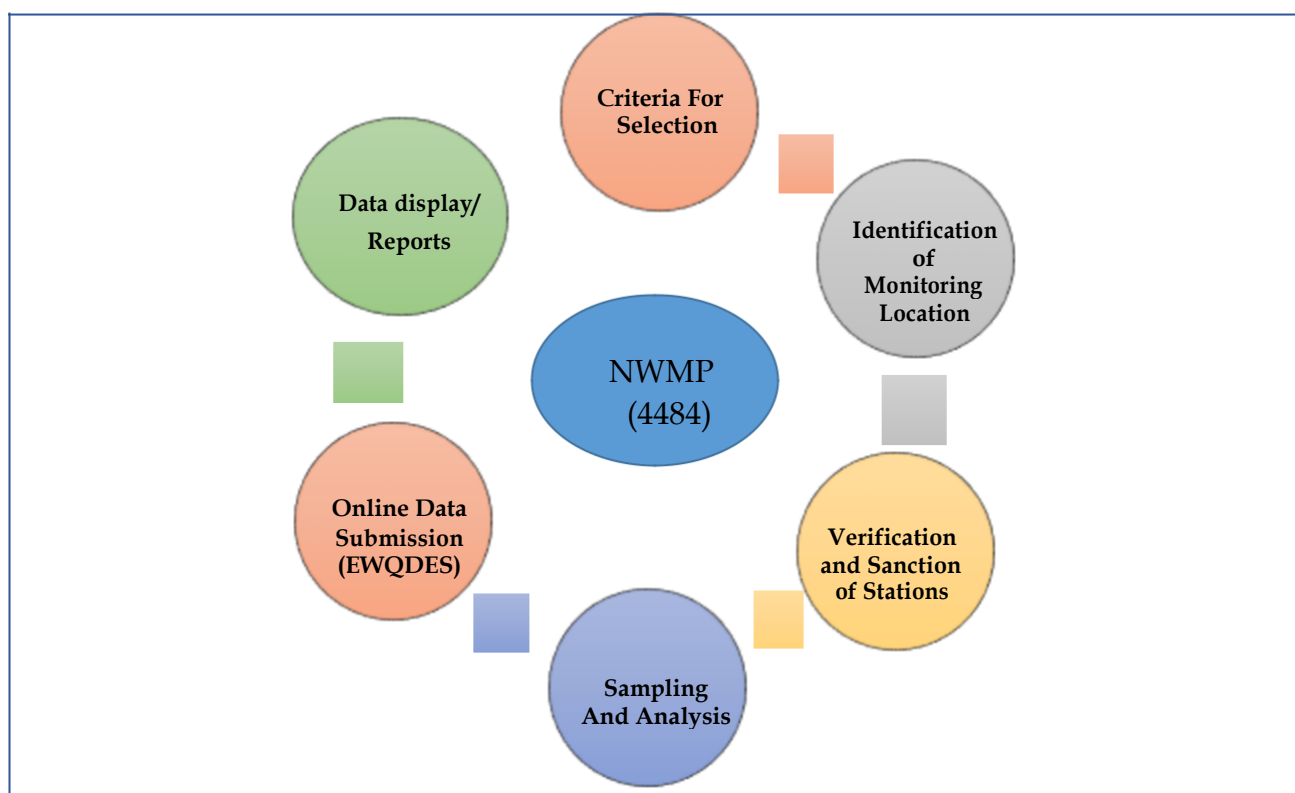 Criteria For
Selection
Identification
of
Monitoring
Location
Verification
and Sanction
of Stations
Sampling
And Analysis
Online Data
Submission
(EWQDES)
Data display/
Reports
NWMP
(4484)